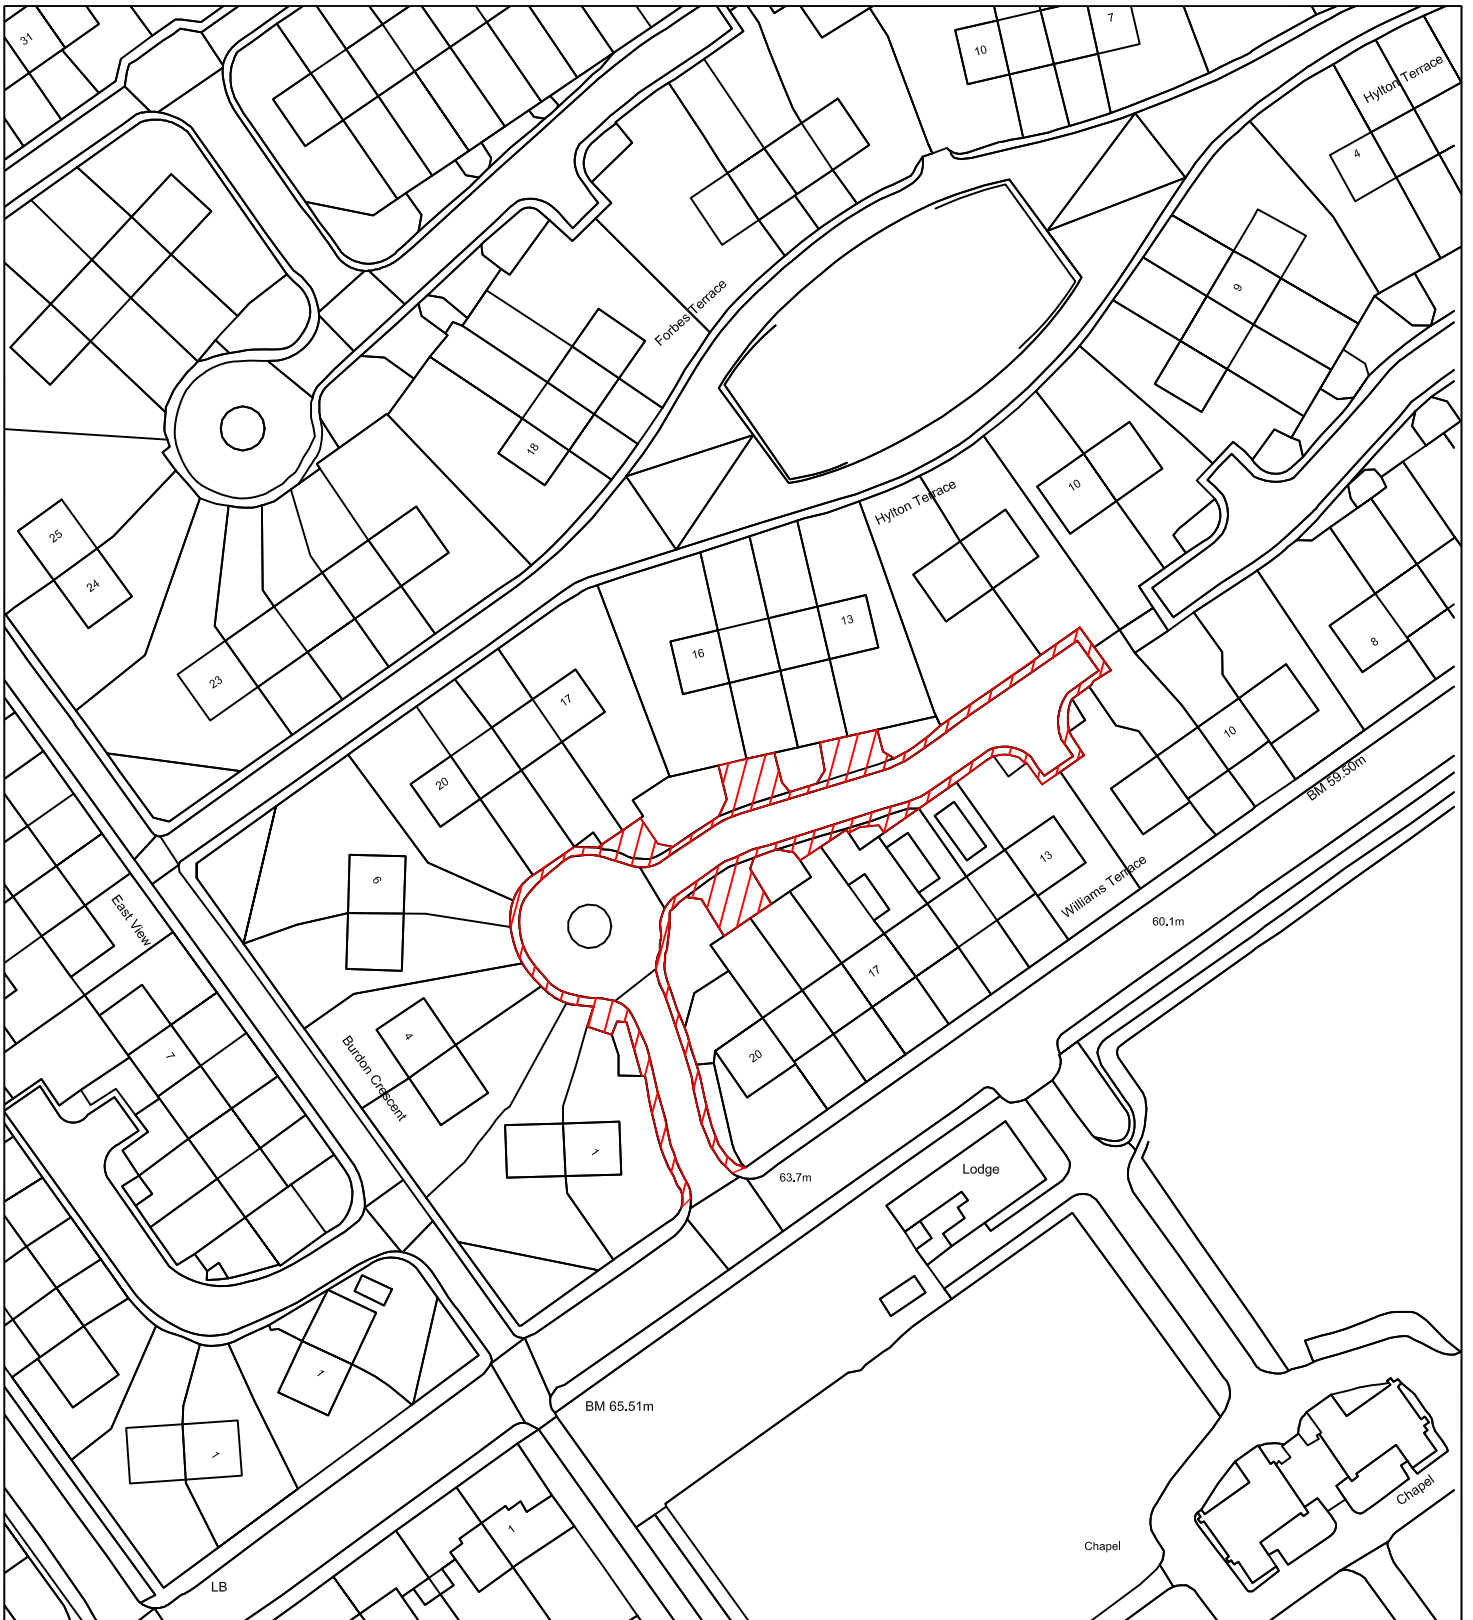 31
10
7
Hylton Terrace
4
9
Forbes Terrace
18
10
Hylton Terrace
25
24
23
16
13
8
17
20
10
BM 59.50m
6
13
Williams Terrace
60.1m
East View
17
20
4
7
Burdon Crescent
1
63.7m
Lodge
1
BM 65.51m
1
1
Chapel
Chapel
LB